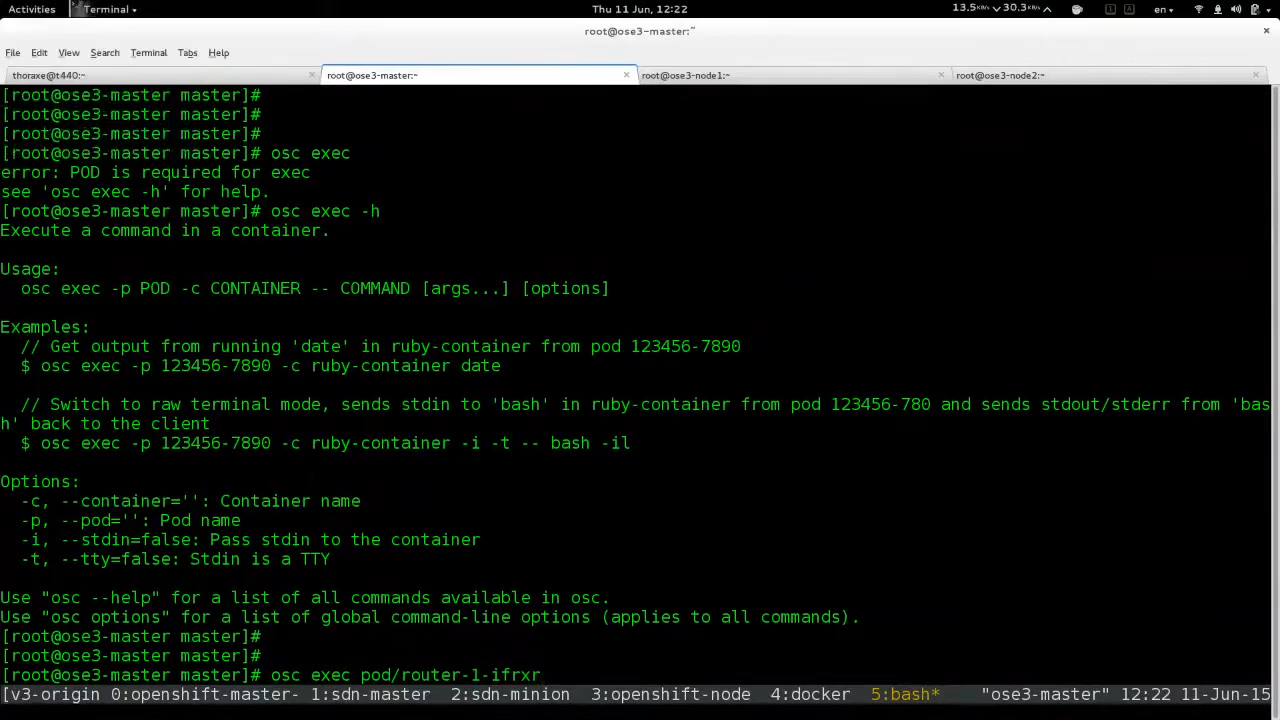 Activities Terminal Thu 11 Jun, 12:22 13.5KB/s 30.3KB/s en
root@ose3-master:~
File Edit View Search Terminal Tabs Help
thoraxe@t440:~ root@ose3-master:~ root@ose3-node1:~ root@ose3-node2:~
[root@ose3-master master]#
[root@ose3-master master]#
[root@ose3-master master]#
[root@ose3-master master]# osc exec
error: POD is required for exec
see 'osc exec -h' for help.
[root@ose3-master master]# osc exec -h
Execute a command in a container.
Usage:
osc exec -p POD -c CONTAINER -- COMMAND [args...] [options]
Examples:
// Get output from running 'date' in ruby-container from pod 123456-7890
$ osc exec -p 123456-7890 -c ruby-container date
// Switch to raw terminal mode, sends stdin to 'bash' in ruby-container from pod 123456-780 and sends stdout/stderr from 'bas
h' back to the client
$ osc exec -p 123456-7890 -c ruby-container -i -t -- bash -il
Options:
-c, --container='': Container name
-p, --pod='': Pod name
-i, --stdin=false: Pass stdin to the container
-t, --tty=false: Stdin is a TTY
Use "osc --help" for a list of all commands available in osc.
Use "osc options" for a list of global command-line options (applies to all commands).
[root@ose3-master master]#
[root@ose3-master master]#
[root@ose3-master master]# osc exec pod/router-1-ifrxr
[v3-origin 0:openshift-master- 1:sdn-master 2:sdn-minion 3:openshift-node 4:docker 5:bash* "ose3-master" 12:22 11-Jun-15